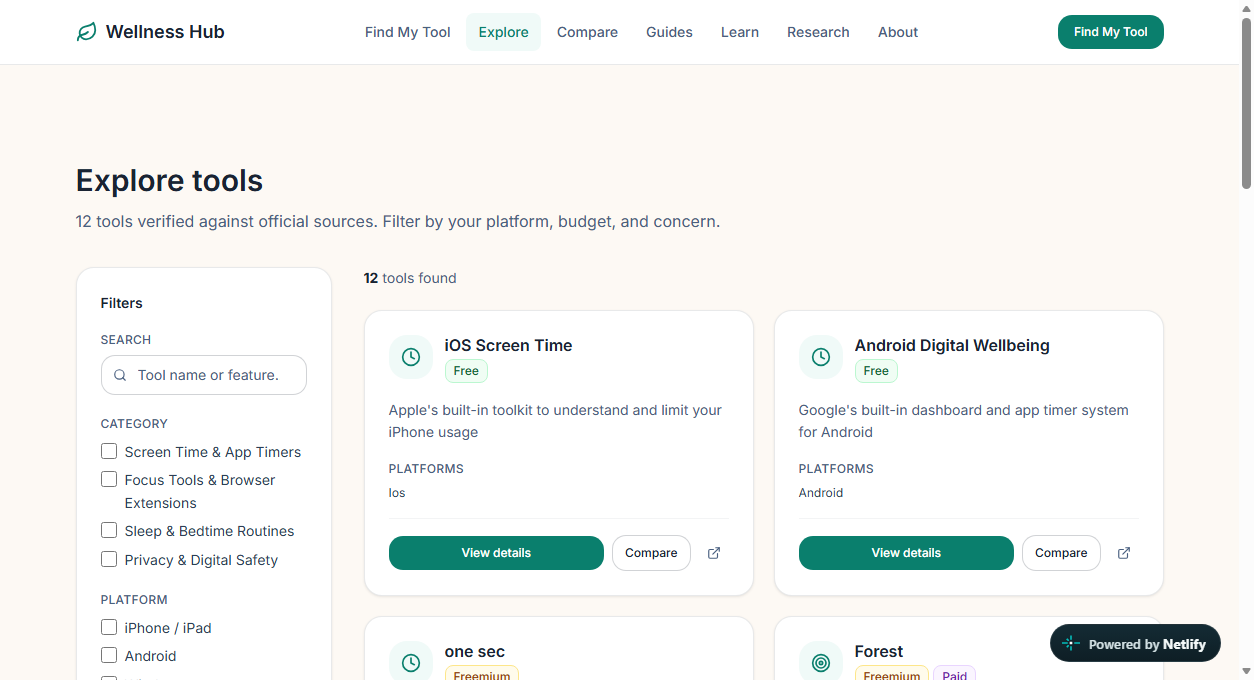 Wellness Hub
Find My Tool
Explore
Compare
Guides
Learn
Research
About
Find My Tool
Explore tools
12 tools verified against official sources. Filter by your platform, budget, and concern.
Filters
SEARCH
Tool name or feature.
CATEGORY
Screen Time & App Timers
Focus Tools & Browser
Extensions
Sleep & Bedtime Routines
Privacy & Digital Safety
PLATFORM
iPhone / iPad
Android
12 tools found
iOS Screen Time
Free
Apple's built-in toolkit to understand and limit your
iPhone usage
PLATFORMS
Ios
View details
Compare
Android Digital Wellbeing
Free
Google's built-in dashboard and app timer system
for Android
PLATFORMS
Android
View details
Compare
one sec
Freemium
Forest
Freemium
Paid
Powered by Netlify